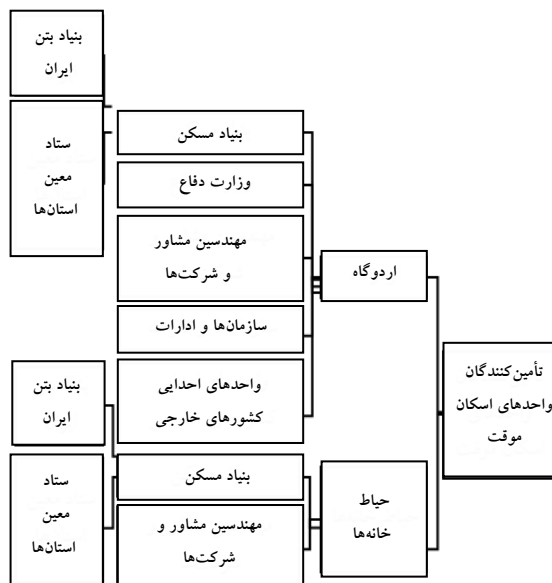 بنیاد بتن
ایران
ستاد
معین
استان‌ها
بنیاد مسکن
وزارت دفاع
مهندسین مشاور
و شرکت‌ها
سازمان‌ها و ادارات
واحدهای احدایی
کشورهای خارجی
اردوگاه
تأمین‌کنندگان
واحدهای اسکان
موقت
بنیاد بتن
ایران
ستاد
معین
استان‌ها
بنیاد مسکن
مهندسین مشاور و
شرکت‌ها
حیاط
خانه‌ها